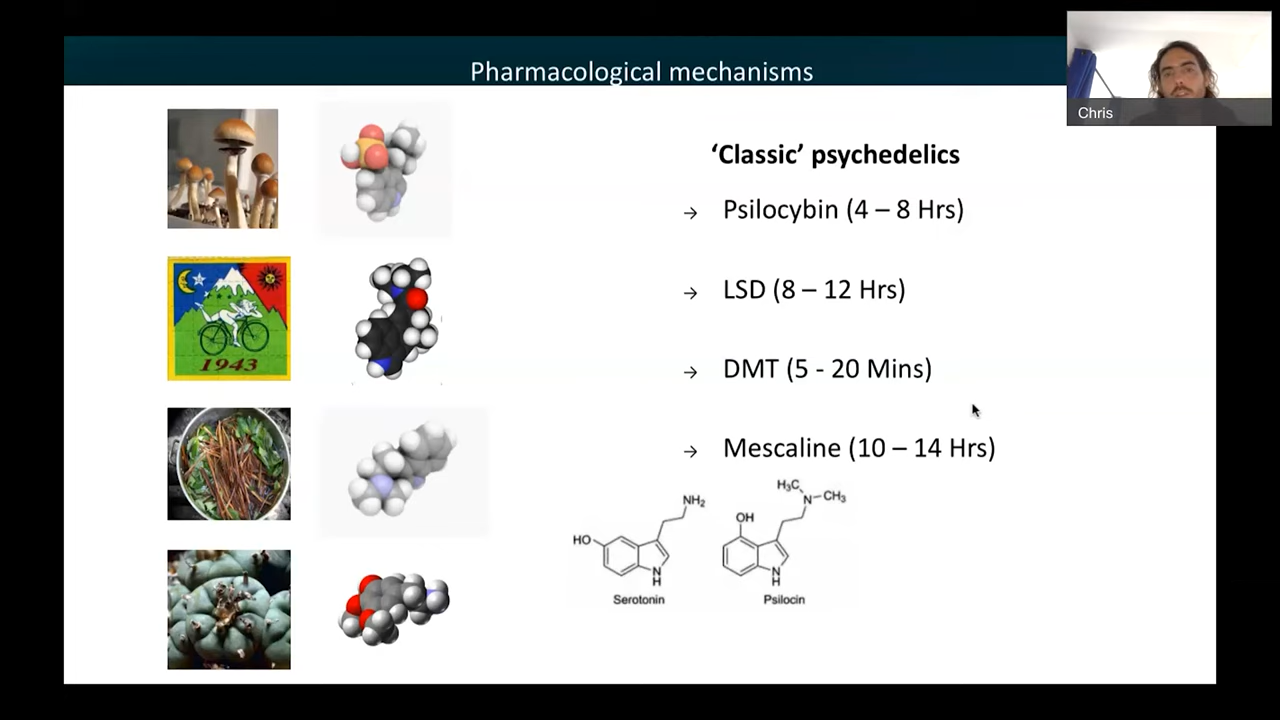 Pharmacological mechanisms
Chris
‘Classic’ psychedelics
→ Psilocybin (4 – 8 Hrs)
→ LSD (8 – 12 Hrs)
→ DMT (5 - 20 Mins)
→ Mescaline (10 – 14 Hrs)
1943
NH₂
HO
N
H
Serotonin
H₃C
N
CH₃
OH
N
H
Psilocin